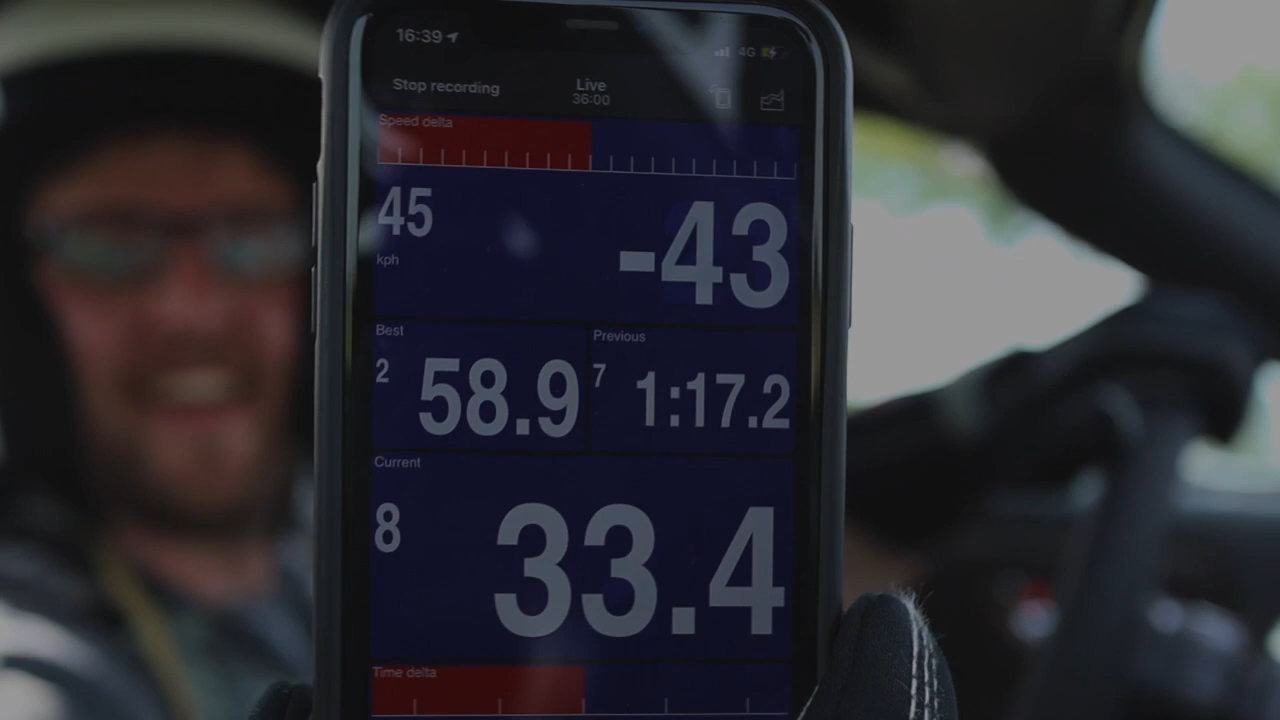 16:39
4G
Stop recording
Live
36:00
Speed delta
45
-43
kph
Best
Previous
2
58.9
7
1:17.2
Current
8
33.4
Time delta